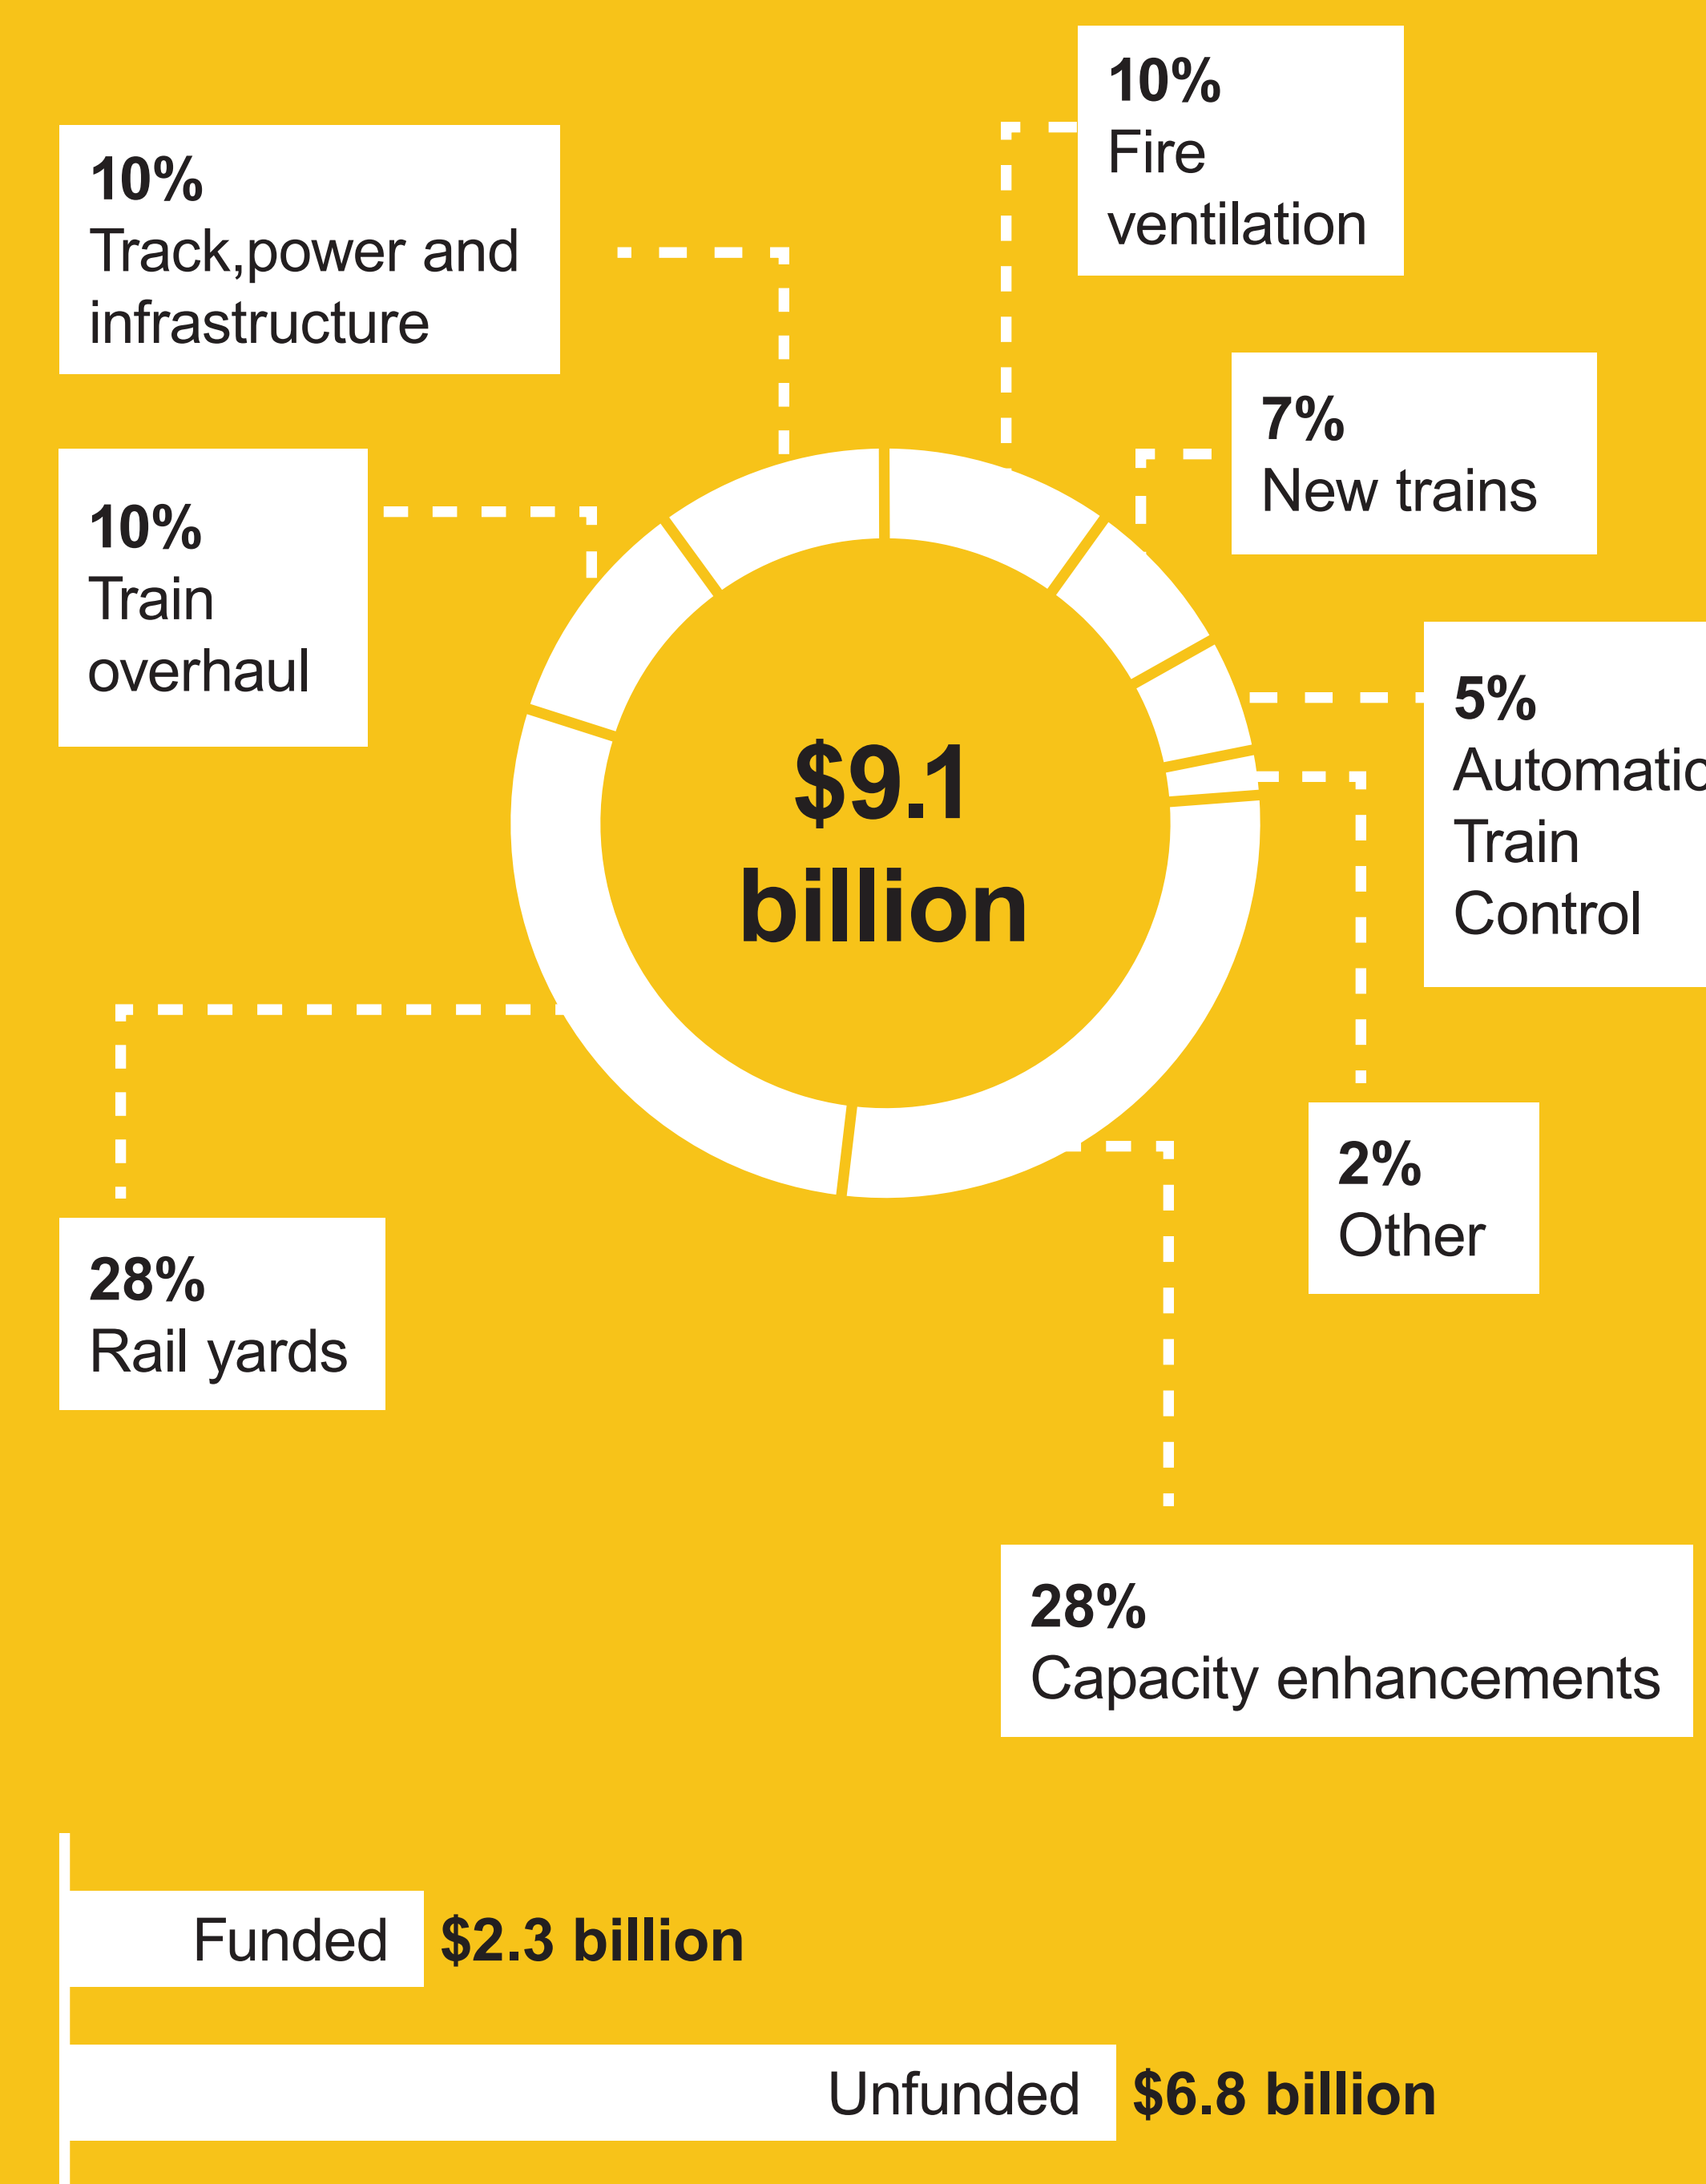 10%
Fire
ventilation
10%
Track,power and
infrastructure
7%
New trains
10%
Train
overhaul
5%
Automatic
Train
Control
$9.1
billion
2%
Other
28%
Rail yards
28%
Capacity enhancements
Funded $2.3 billion
Unfunded $6.8 billion